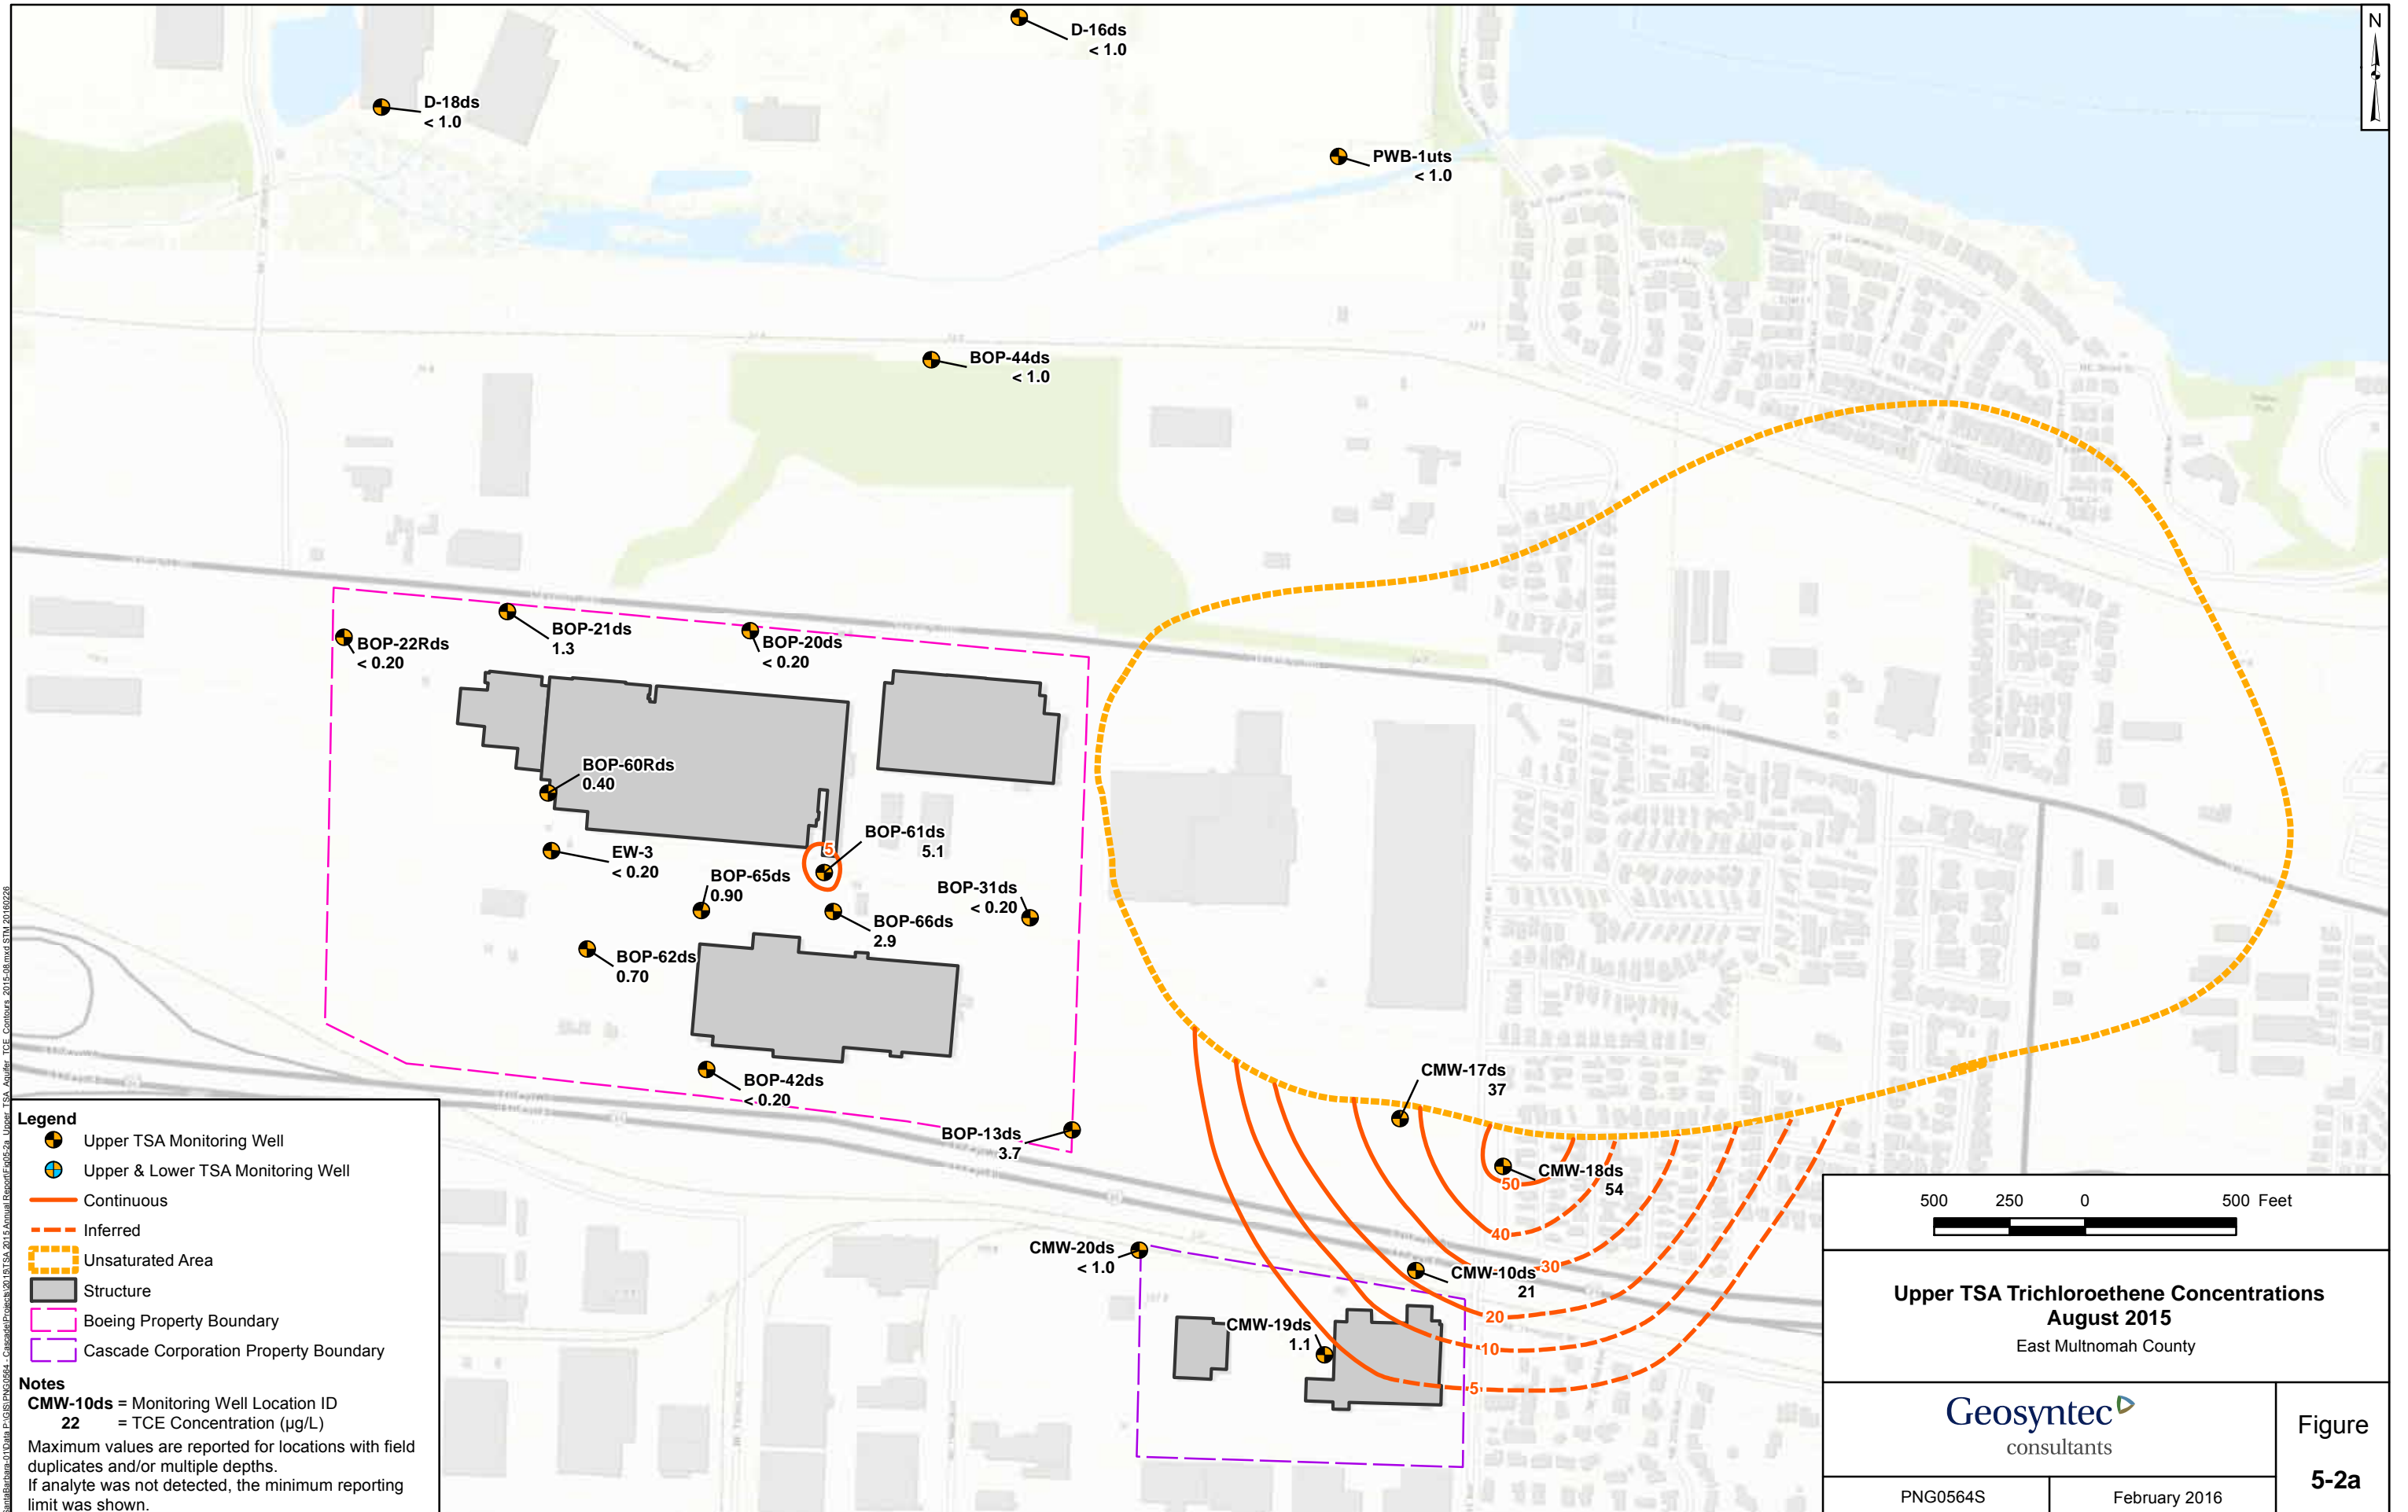 D-16ds
< 1.0
N
D-18ds
< 1.0
PWB-1uts
< 1.0
BOP-44ds
< 1.0
BOP-21ds
1.3
BOP-20ds
< 0.20
BOP-22Rds
< 0.20
BOP-60Rds
0.40
BOP-61ds
5.1
5
EW-3
< 0.20
BOP-65ds
0.90
BOP-31ds
< 0.20
BOP-66ds
2.9
BOP-62ds
0.70
BOP-42ds
< 0.20
BOP-13ds
3.7
CMW-17ds
37
CMW-18ds
54
50
40
30
CMW-20ds
< 1.0
CMW-10ds
21
20
CMW-19ds
1.1
10
5
Legend
Upper TSA Monitoring Well
Upper & Lower TSA Monitoring Well
Continuous
Inferred
Unsaturated Area
Structure
Boeing Property Boundary
Cascade Corporation Property Boundary
Notes
CMW-10ds = Monitoring Well Location ID
22 = TCE Concentration (µg/L)
Maximum values are reported for locations with field
duplicates and/or multiple depths.
If analyte was not detected, the minimum reporting
limit was shown.
500 250 0 500 Feet
Upper TSA Trichloroethene Concentrations
August 2015
East Multnomah County
Geosyntec
consultants
Figure
5-2a
PNG0564S
February 2016